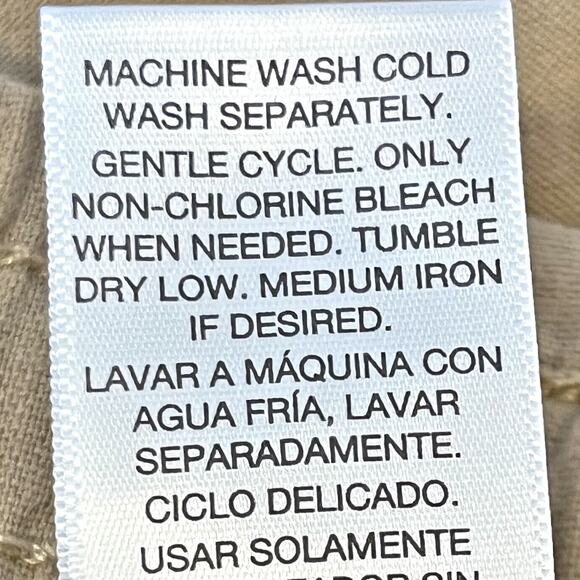 MACHINE WASH COLD
WASH SEPARATELY.
GENTLE CYCLE. ONLY
NON-CHLORINE BLEACH
WHEN NEEDED. TUMBLE
DRY LOW. MEDIUM IRON
IF DESIRED.
LAVAR A MÁQUINA CON
AGUA FRÍA, LAVAR
SEPARADAMENTE.
CICLO DELICADO.
USAR SOLAMENTE
SIN